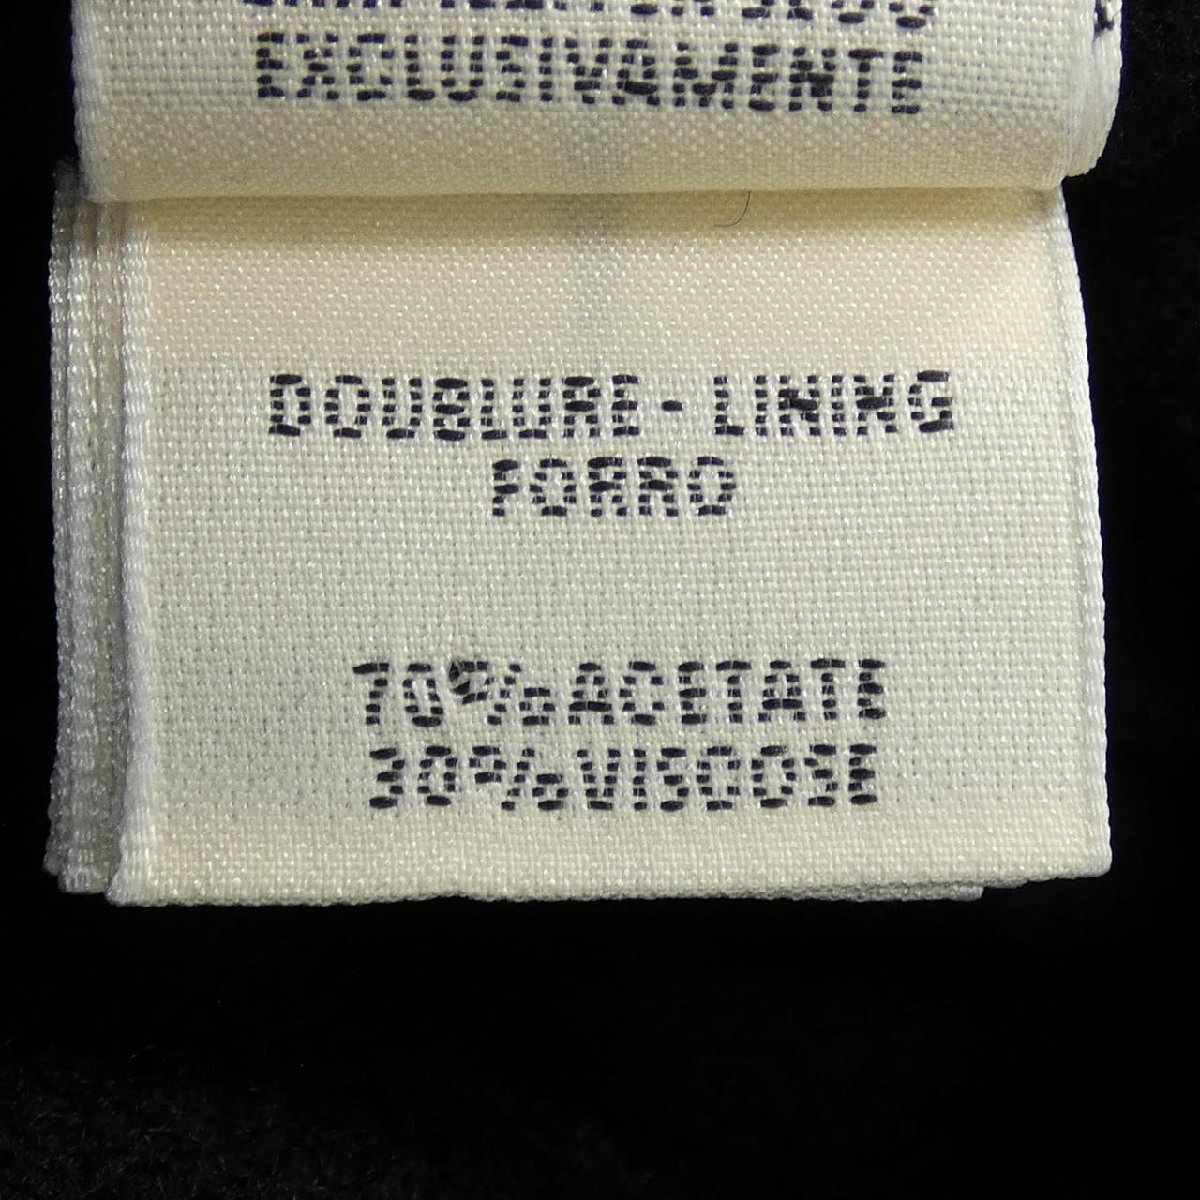 EXCLUSIVAMENTE
DOUBLURE - LINING
FORRO
70% ACETATE
30% VISCOSE